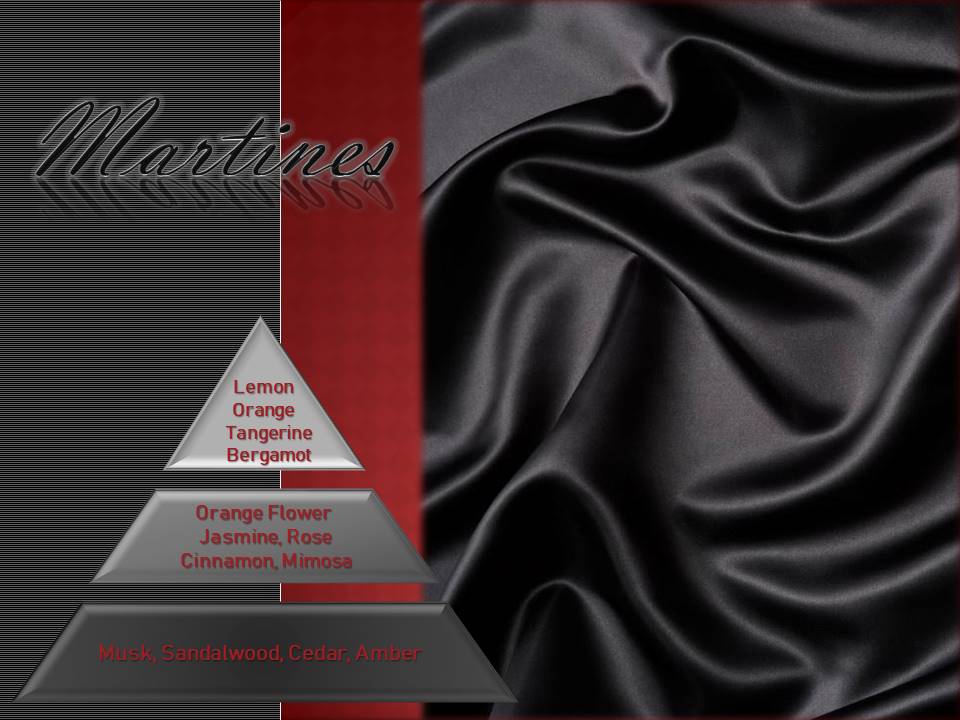 Martines
Lemon
Orange
Tangerine
Bergamot
Orange Flower
Jasmine, Rose
Cinnamon, Mimosa
Musk, Sandalwood, Cedar, Amber